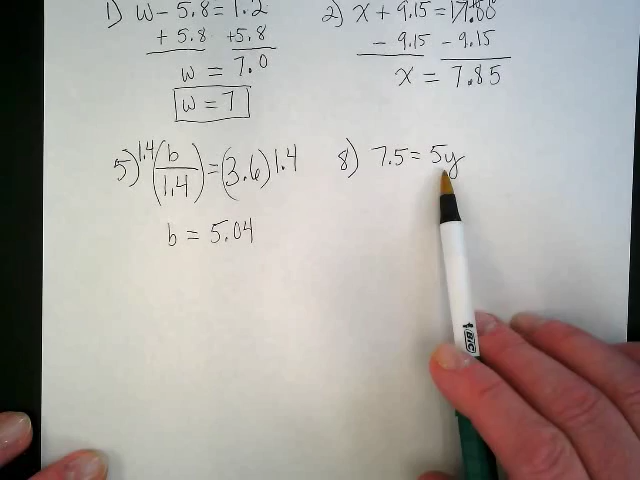 1) w - 5.8 = 1.2
+ 5.8 +5.8
w = 7.0
w = 7
2) x + 9.15 = 17.00
- 9.15 - 9.15
x = 7.85
5) 1.4 (b/1.4) = (3.6) 1.4
b = 5.04
8) 7.5 = 5y
BIC